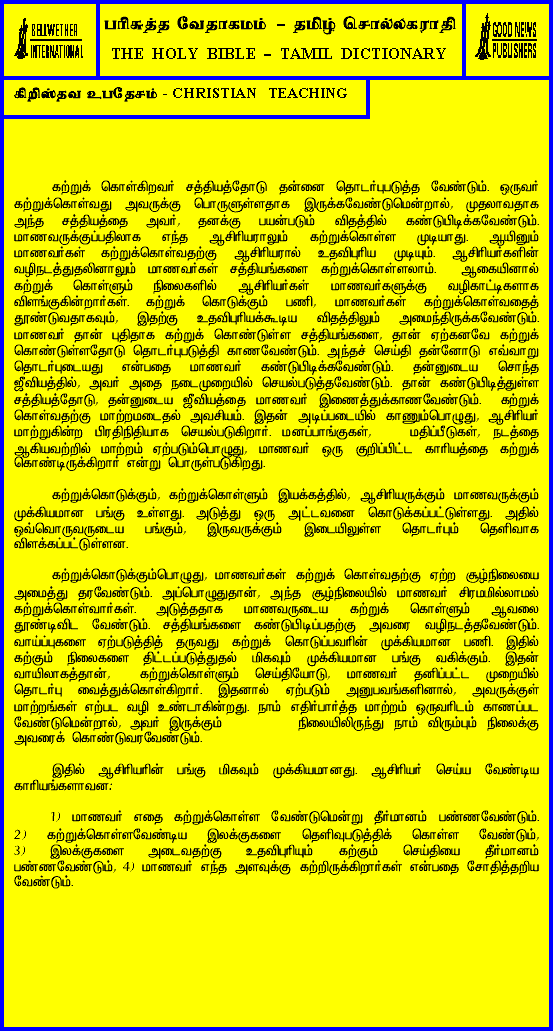 BELLWETHER
INTERNATIONAL
பரிசுத்த வேதாகமம் – தமிழ் சொல்லகராதி
THE HOLY BIBLE – TAMIL DICTIONARY
GOOD NEWS
PUBLISHERS
கிறிஸ்தவ உபதேசம் - CHRISTIAN TEACHING
கற்றுக் கொள்கிறவர் சத்தியத்தோடு தன்னை தொடர்புபடுத்த வேண்டும். ஒருவர்
கற்றுக்கொள்வது அவருக்கு பொருளுள்ளதாக இருக்கவேண்டுமென்றால், முதலாவதாக
அந்த சத்தியத்தை அவர், தனக்கு பயன்படும் விதத்தில் கண்டுபிடிக்கவேண்டும்.
மாணவருக்குப்பதிலாக எந்த ஆசிரியராலும் கற்றுக்கொள்ள முடியாது. ஆயினும்
மாணவர்கள் கற்றுக்கொள்வதற்கு ஆசிரியரால் உதவிபுரிய முடியும். ஆசிரியர்களின்
வழிநடத்துதலினாலும் மாணவர்கள் சத்தியங்களை கற்றுக்கொள்ளலாம். ஆகையினால்
கற்றுக் கொள்ளும் நிலைகளில் ஆசிரியர்கள் மாணவர்களுக்கு வழிகாட்டிகளாக
விளங்குகின்றார்கள். கற்றுக் கொடுக்கும் பணி, மாணவர்கள் கற்றுக்கொள்வதைத்
தூண்டுவதாகவும், இதற்கு உதவிபுரியக்கூடிய விதத்திலும் அமைந்திருக்கவேண்டும்.
மாணவர் தான் புதிதாக கற்றுக் கொண்டுள்ள சத்தியங்களை, தான் ஏற்கனவே கற்றுக்
கொண்டுள்ளதோடு தொடர்புபடுத்தி காணவேண்டும். அந்தச் செய்தி தன்னோடு எவ்வாறு
தொடர்புடையது என்பதை மாணவர் கண்டுபிடிக்கவேண்டும். தன்னுடைய சொந்த
ஜீவியத்தில், அவர் அதை நடைமுறையில் செயல்படுத்தவேண்டும். தான் கண்டுபிடித்துள்ள
சத்தியத்தோடு, தன்னுடைய ஜீவியத்தை மாணவர் இணைத்துக்காணவேண்டும். கற்றுக்
கொள்வதற்கு மாற்றமடைதல் அவசியம். இதன் அடிப்படையில் காணும்பொழுது, ஆசிரியர்
மாற்றுகின்ற பிரதிநிதியாக செயல்படுகிறார். மனப்பாங்குகள், மதிப்பீடுகள், நடத்தை
ஆகியவற்றில் மாற்றம் ஏற்படும்பொழுது, மாணவர் ஒரு குறிப்பிட்ட காரியத்தை கற்றுக்
கொண்டிருக்கிறார் என்று பொருள்படுகிறது.
கற்றுக்கொடுக்கும், கற்றுக்கொள்ளும் இயக்கத்தில், ஆசிரியருக்கும் மாணவருக்கும்
முக்கியமான பங்கு உள்ளது. அடுத்து ஒரு அட்டவனை கொடுக்கப்பட்டுள்ளது. அதில்
ஒவ்வொருவருடைய பங்கும், இருவருக்கும் இடையிலுள்ள தொடர்பும் தெளிவாக
விளக்கப்பட்டுள்ளன.
கற்றுக்கொடுக்கும்பொழுது, மாணவர்கள் கற்றுக் கொள்வதற்கு ஏற்ற சூழ்நிலையை
அமைத்து தரவேண்டும். அப்பொழுதுதான், அந்த சூழ்நிலையில் மாணவர் சிரமமில்லாமல்
கற்றுக்கொள்வார்கள். அடுத்ததாக மாணவருடைய கற்றுக் கொள்ளும் ஆவலை
தூண்டிவிட வேண்டும். சத்தியங்களை கண்டுபிடிப்பதற்கு அவரை வழிநடத்தவேண்டும்.
வாய்ப்புகளை ஏற்படுத்தித் தருவது கற்றுக் கொடுப்பவரின் முக்கியமான பணி. இதில்
கற்கும் நிலைகளை திட்டப்படுத்துதல் மிகவும் முக்கியமான பங்கு வகிக்கும். இதன்
வாயிலாகத்தான், கற்றுக்கொள்ளும் செய்தியோடு, மாணவர் தனிப்பட்ட முறையில்
தொடர்பு வைத்துக்கொள்கிறார். இதனால் ஏற்படும் அனுபவங்களினால், அவருக்குள்
மாற்றங்கள் எற்பட வழி உண்டாகின்றது. நாம் எதிர்பார்த்த மாற்றம் ஒருவரிடம் காணப்பட
வேண்டுமென்றால், அவர் இருக்கும் நிலையிலிருந்து நாம் விரும்பும் நிலைக்கு
அவரைக் கொண்டுவரவேண்டும்.
இதில் ஆசிரியரின் பங்கு மிகவும் முக்கியமானது. ஆசிரியர் செய்ய வேண்டிய
காரியங்களாவன:
1) மாணவர் எதை கற்றுக்கொள்ள வேண்டுமென்று தீர்மானம் பண்ணவேண்டும்.
2) கற்றுக்கொள்ளவேண்டிய இலக்குகளை தெளிவுபடுத்திக் கொள்ள வேண்டும்,
3) இலக்குகளை அடைவதற்கு உதவிபுரியும் கற்கும் செய்தியை தீர்மானம்
பண்ணவேண்டும், 4) மாணவர் எந்த அளவுக்கு கற்றிருக்கிறார்கள் என்பதை சோதித்தறிய
வேண்டும்.